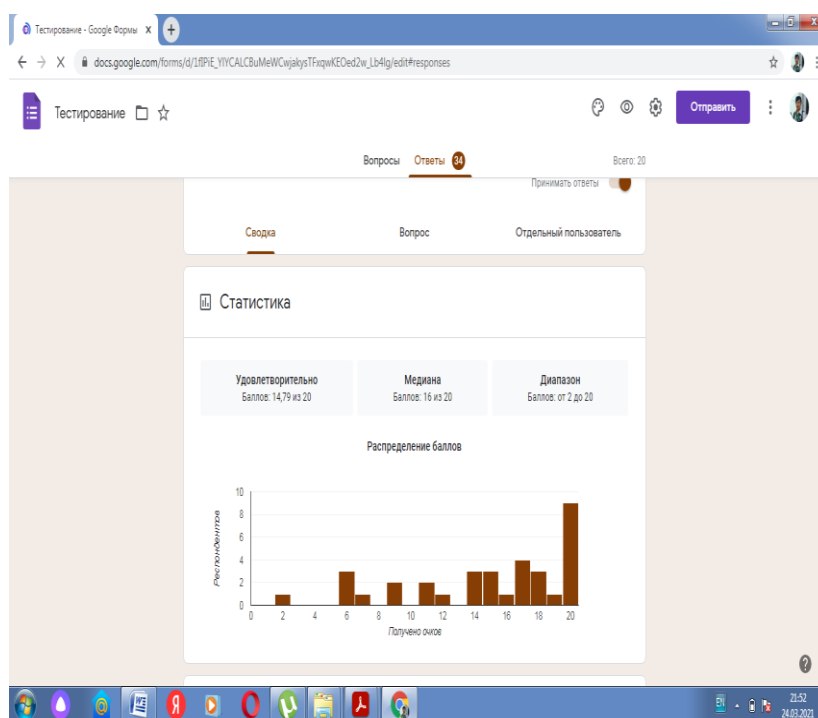 Тестирование - Google Формы
docs.google.com/forms/d/1flPiE_YlYCALCBuMeWCwjakysTFxqwKEOed2w_Lb4lg/edit#responses
Тестирование
Отправить
Вопросы Ответы 34
Всего: 20
Принимать ответы
Сводка Вопрос Отдельный пользователь
Статистика
Удовлетворительно Медиана Диапазон
Баллов: 14,79 из 20 Баллов: 16 из 20 Баллов: от 2 до 20
Распределение баллов
Респондентов
10
8
6
4
2
0
0 2 4 6 8 10 12 14 16 18 20
Получено очков
EN
21:52
24.03.2021